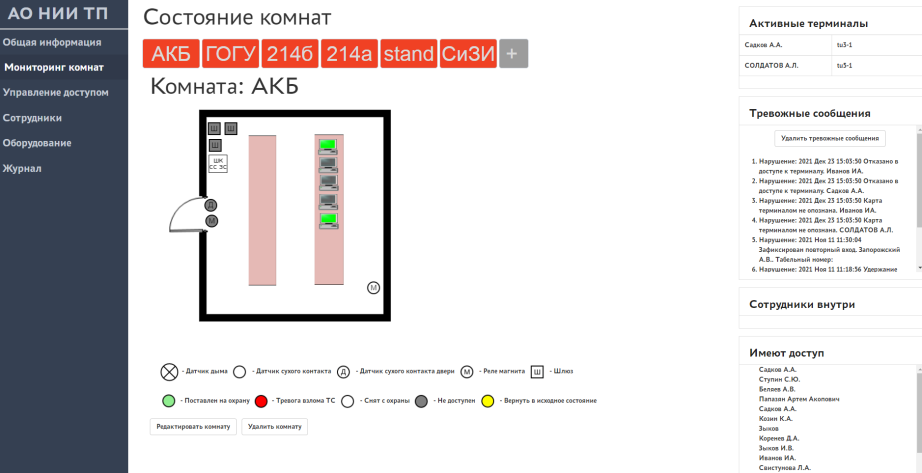 АО НИИ ТП
Общая информация
Мониторинг комнат
Управление доступом
Сотрудники
Оборудование
Журнал
Состояние комнат
АКБ ГОГУ 214б 214а stand СиЗИ +
Комната: АКБ
Ш Ш
Ш
ШК
СС ЗС
Д
М
М
- Датчик дыма - Датчик сухого контакта Д - Датчик сухого контакта двери М - Реле магнита Ш - Шлюз
- Поставлен на охрану - Тревога взлома ТС - Снят с охраны - Не доступен - Вернуть в исходное состояние
Редактировать комнату Удалить комнату
Активные терминалы
Садков А.А. tu3-1
СОЛДАТОВ А.Л. tu3-1
Тревожные сообщения
Удалить тревожные сообщения
1. Нарушение: 2021 Дек 23 15:03:50 Отказано в
доступе к терминалу. Иванов ИА.
2. Нарушение: 2021 Дек 23 15:03:50 Отказано в
доступе к терминалу. Садков А.А.
3. Нарушение: 2021 Дек 23 15:03:50 Карта
терминалом не опознана. Иванов ИА.
4. Нарушение: 2021 Дек 23 15:03:50 Карта
терминалом не опознана. СОЛДАТОВ А.Л.
5. Нарушение: 2021 Ноя 11 11:30:04
Зафиксирован повторный вход. Запорожский
А.В., Табельный номер:
6. Нарушение: 2021 Ноя 11 11:18:56 Удержание
Сотрудники внутри
Имеют доступ
Садков А.А.
Ступин С.Ю.
Беляев А.В.
Папазян Артем Акопович
Садков А.А.
Козин К.А.
Зыков
Коренев Д.А.
Зыков И.В.
Иванов ИА.
Свистунова Л.А.